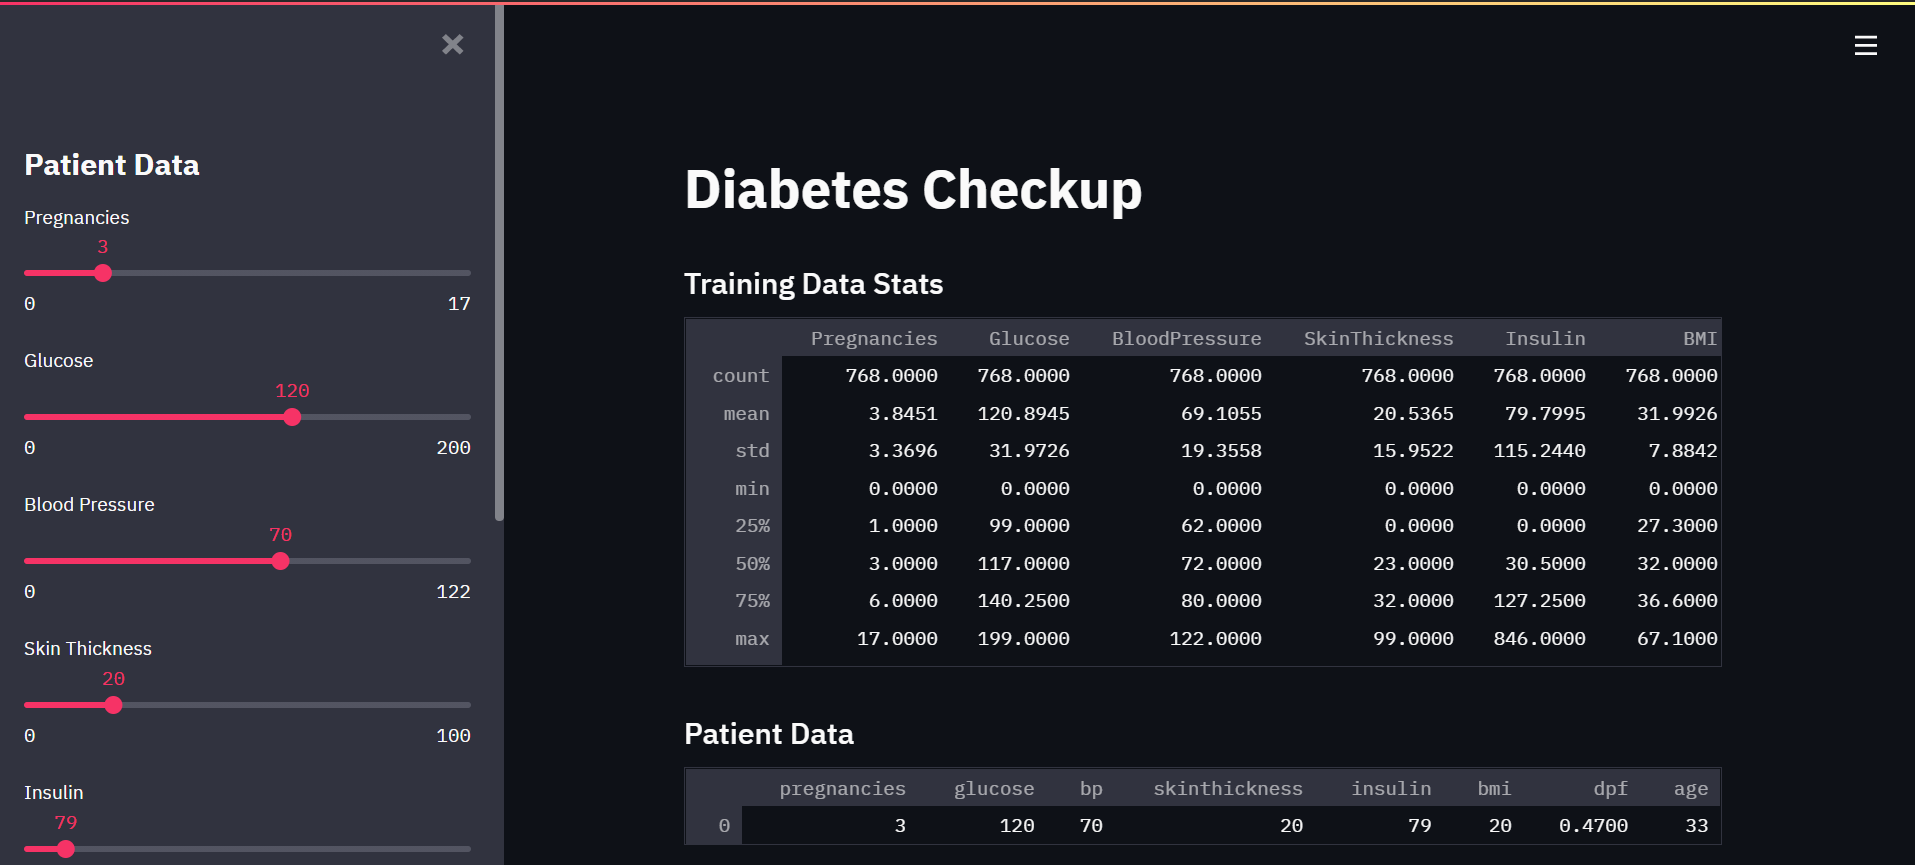 Patient Data
Pregnancies
3
0 17
Glucose
120
0 200
Blood Pressure
70
0 122
Skin Thickness
20
0 100
Insulin
79
Diabetes Checkup
Training Data Stats
Pregnancies Glucose BloodPressure SkinThickness Insulin BMI
count 768.0000 768.0000 768.0000 768.0000 768.0000 768.0000
mean 3.8451 120.8945 69.1055 20.5365 79.7995 31.9926
std 3.3696 31.9726 19.3558 15.9522 115.2440 7.8842
min 0.0000 0.0000 0.0000 0.0000 0.0000 0.0000
25% 1.0000 99.0000 62.0000 0.0000 0.0000 27.3000
50% 3.0000 117.0000 72.0000 23.0000 30.5000 32.0000
75% 6.0000 140.2500 80.0000 32.0000 127.2500 36.6000
max 17.0000 199.0000 122.0000 99.0000 846.0000 67.1000
Patient Data
pregnancies glucose bp skinthickness insulin bmi dpf age
0 3 120 70 20 79 20 0.4700 33